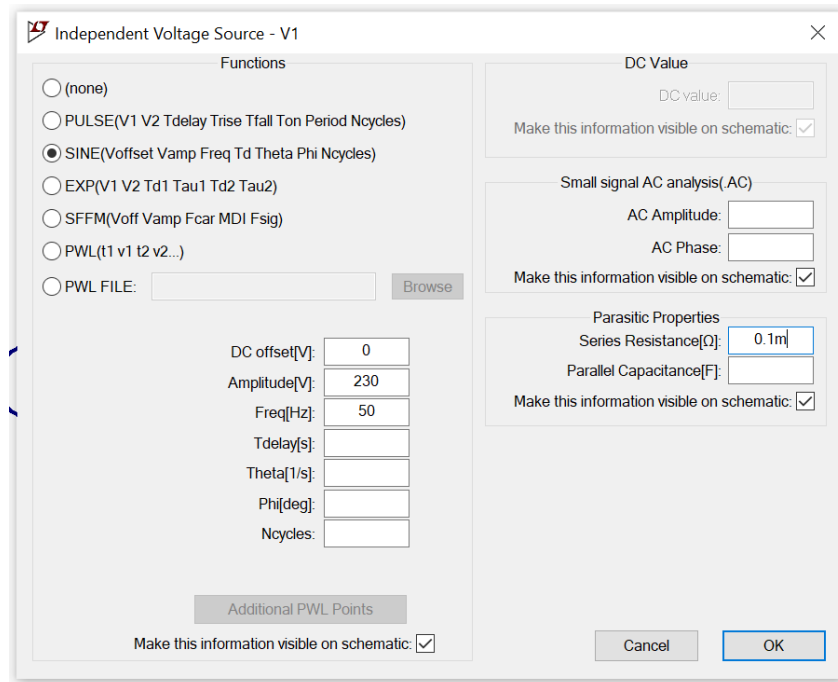 Independent Voltage Source - V1
Functions
(none)
PULSE(V1 V2 Tdelay Trise Tfall Ton Period Ncycles)
SINE(Voffset Vamp Freq Td Theta Phi Ncycles)
EXP(V1 V2 Td1 Tau1 Td2 Tau2)
SFFM(Voff Vamp Fcar MDI Fsig)
PWL(t1 v1 t2 v2...)
PWL FILE: Browse
DC offset[V]: 0
Amplitude[V]: 230
Freq[Hz]: 50
Tdelay[s]:
Theta[1/s]:
Phi[deg]:
Ncycles:
Additional PWL Points
Make this information visible on schematic:
DC Value
DC value:
Make this information visible on schematic:
Small signal AC analysis(.AC)
AC Amplitude:
AC Phase:
Make this information visible on schematic:
Parasitic Properties
Series Resistance[Ω]: 0.1m
Parallel Capacitance[F]:
Make this information visible on schematic:
Cancel OK